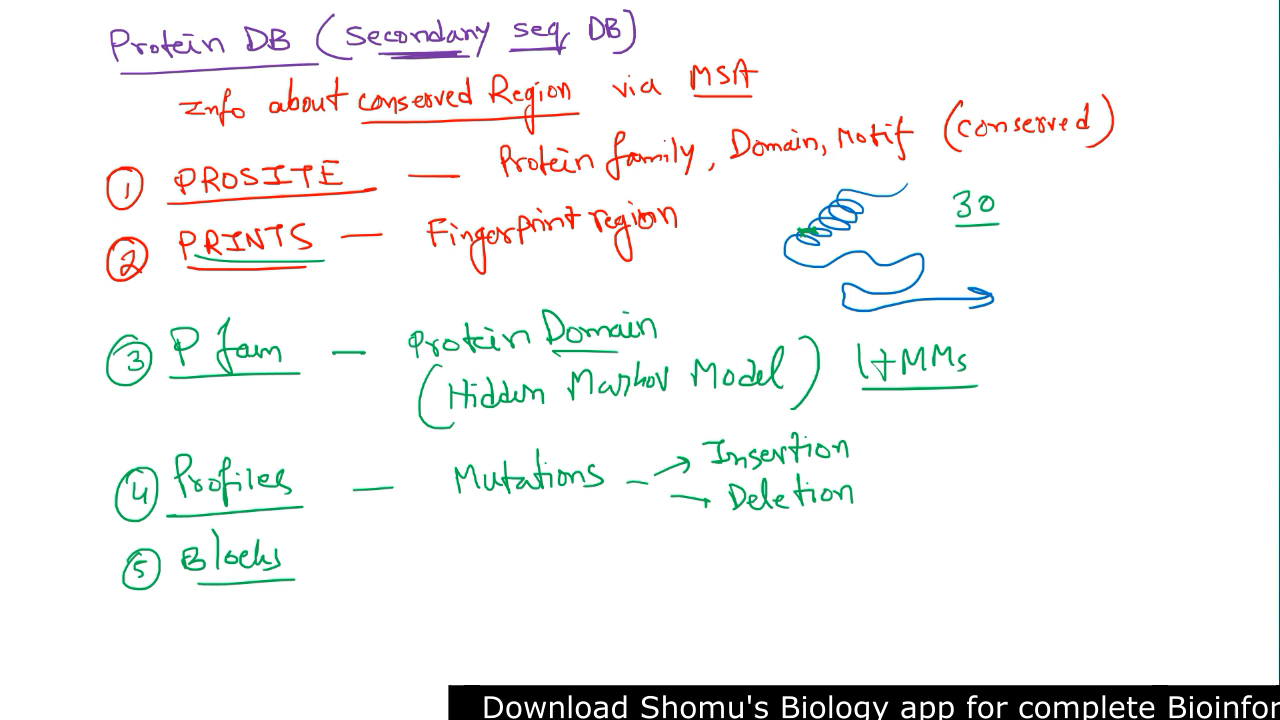 Protein DB (Secondary seq. DB)
Info about conserved Region via MSA
① PROSITE — Protein family, Domain, Motif (conserved)
② PRINTS — Fingerprint region
30
③ Pfam — Protein Domain
(Hidden Markov Model) HMMs
④ Profiles — Mutations → Insertion
→ Deletion
⑤ Blocks
Download Shomu's Biology app for complete Bioinfor